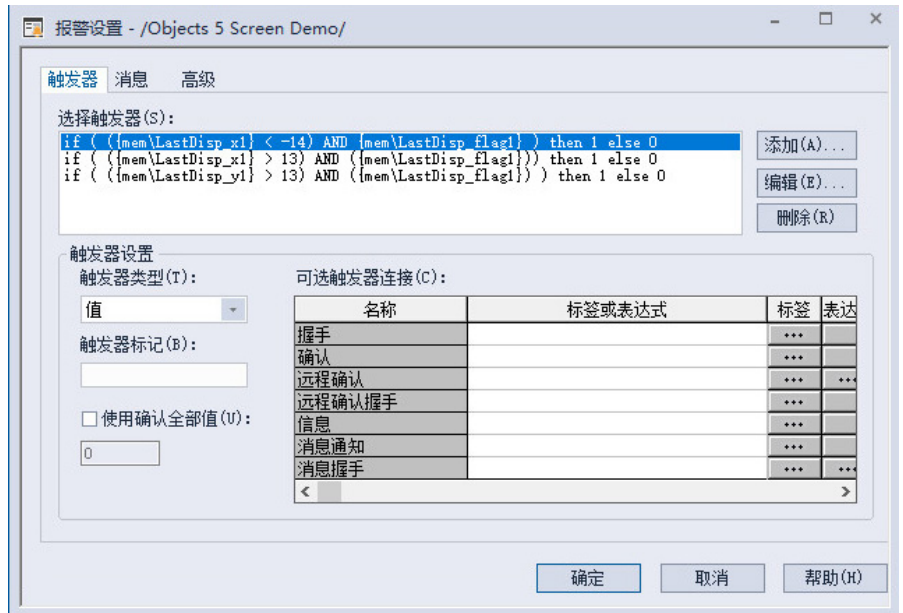 报警设置 - /Objects 5 Screen Demo/
触发器 消息 高级
选择触发器(S):
if ( ({mem\LastDisp_x1} < -14) AND {mem\LastDisp_flag1} ) then 1 else 0
if ( ({mem\LastDisp_x1} > 13) AND ({mem\LastDisp_flag1})) then 1 else 0
if ( ({mem\LastDisp_y1} > 13) AND ({mem\LastDisp_flag1}) ) then 1 else 0
添加(A)...
编辑(E)...
删除(R)
触发器设置
触发器类型(T):
值
触发器标记(B):
使用确认全部值(U):
0
可选触发器连接(C):
名称 标签或表达式 标签 表达
握手 ...
确认 ...
远程确认 ... ...
远程确认握手 ...
信息 ...
消息通知 ...
消息握手 ... ...
确定 取消 帮助(H)